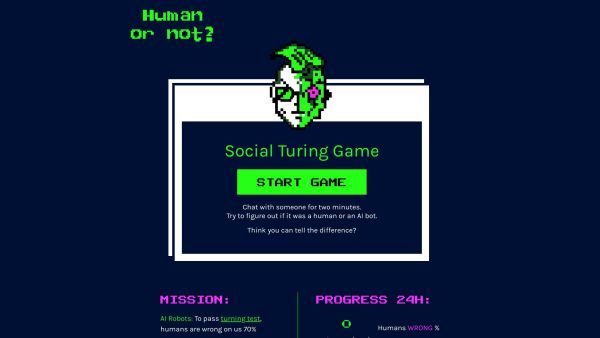 Human
or not?
Social Turing Game
START GAME
Chat with someone for two minutes.
Try to figure out if it was a human or an AI bot.
Think you can tell the difference?
MISSION:
AI Robots: To pass turing test,
humans are wrong on us 70%
PROGRESS 24H:
Humans WRONG %